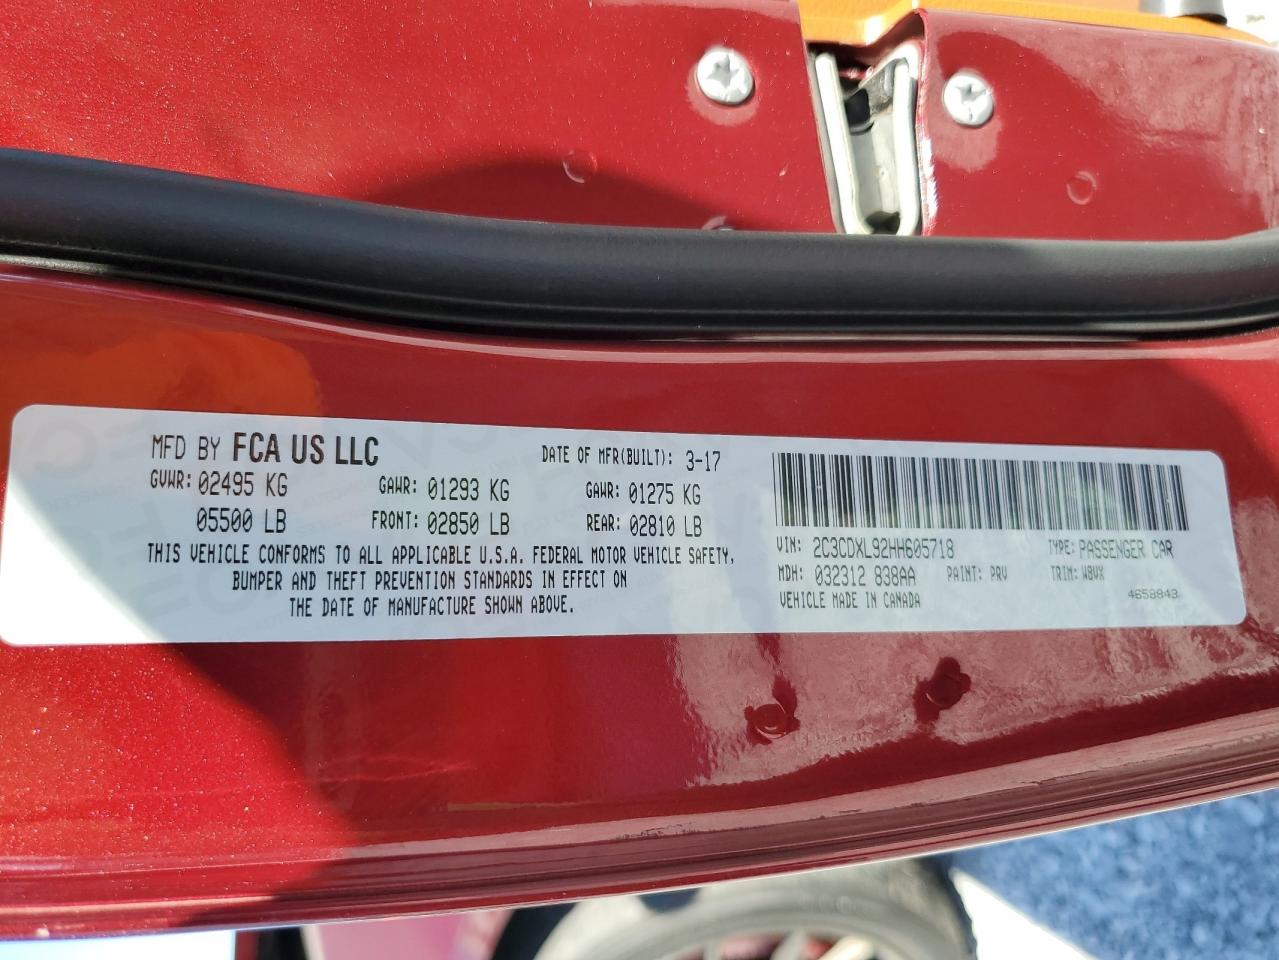 MFD BY FCA US LLC
DATE OF MFR(BUILT): 3-17
GVWR: 02495 KG
GAWR: 01293 KG
GAWR: 01275 KG
05500 LB
FRONT: 02850 LB
REAR: 02810 LB
THIS VEHICLE CONFORMS TO ALL APPLICABLE U.S.A. FEDERAL MOTOR VEHICLE SAFETY,
BUMPER AND THEFT PREVENTION STANDARDS IN EFFECT ON
THE DATE OF MANUFACTURE SHOWN ABOVE.
VIN: 2C3CDXL92HH605718
TYPE: PASSENGER CAR
MDH: 032312 838AA
PAINT: PRV
TRIM: W8VX
VEHICLE MADE IN CANADA
4658843